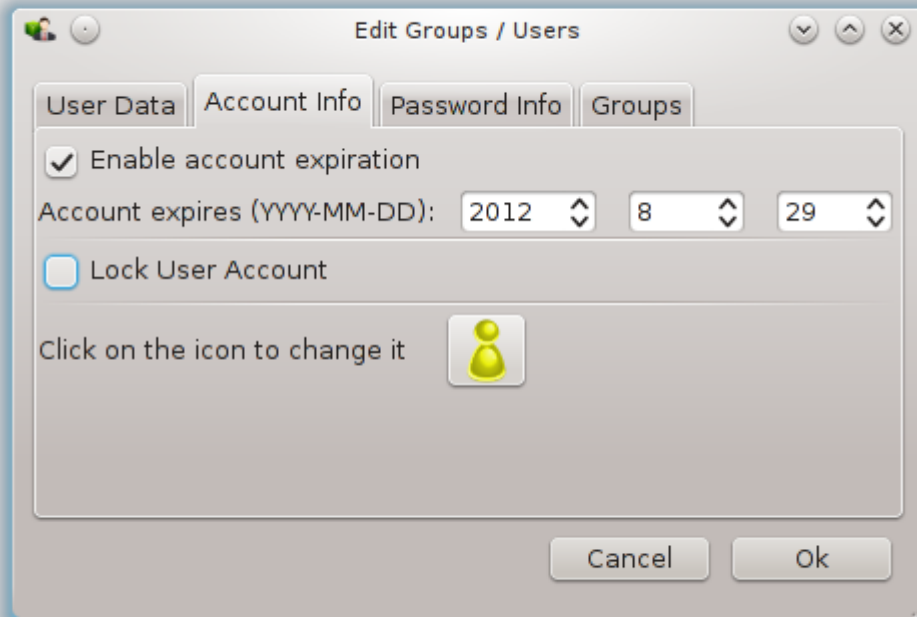 Edit Groups / Users
User Data Account Info Password Info Groups
Enable account expiration
Account expires (YYYY-MM-DD): 2012 8 29
Lock User Account
Click on the icon to change it
Cancel Ok